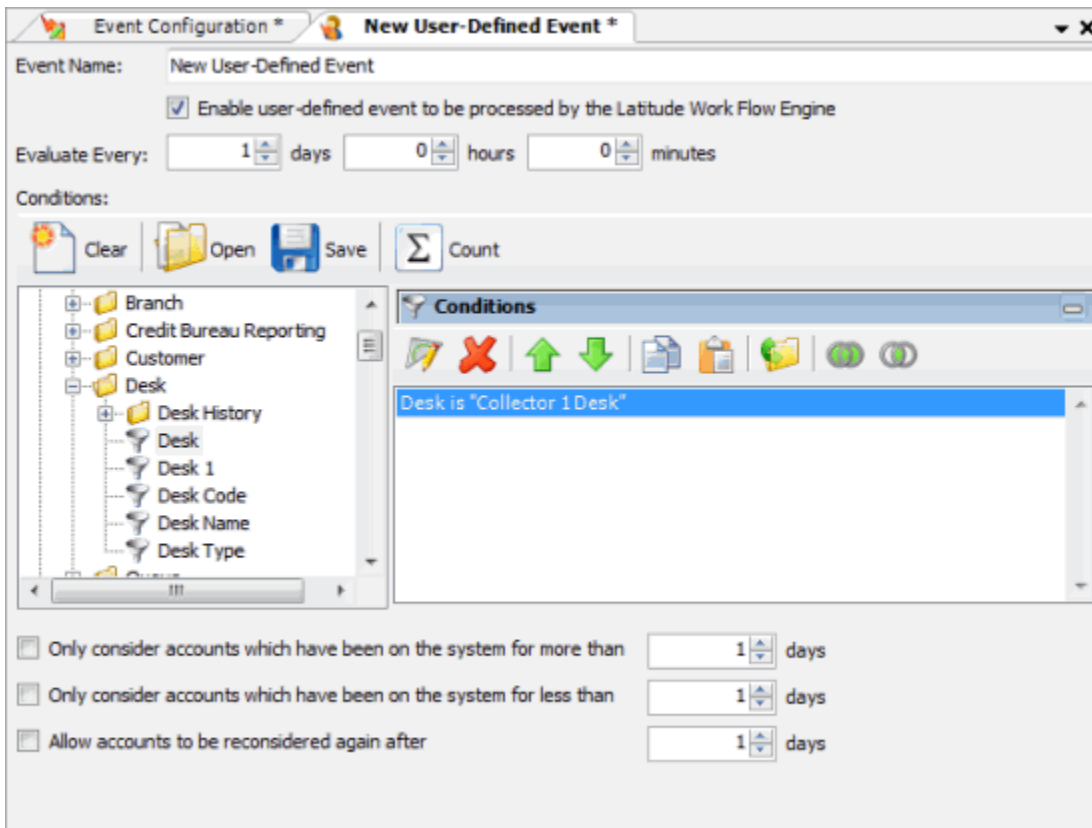 Event Configuration * New User-Defined Event *
Event Name: New User-Defined Event
Enable user-defined event to be processed by the Latitude Work Flow Engine
Evaluate Every: 1 days 0 hours 0 minutes
Conditions:
Clear Open Save Σ Count
Branch
Credit Bureau Reporting
Customer
Desk
Desk History
Desk
Desk 1
Desk Code
Desk Name
Desk Type
Conditions
Desk is "Collector 1 Desk"
Only consider accounts which have been on the system for more than 1 days
Only consider accounts which have been on the system for less than 1 days
Allow accounts to be reconsidered again after 1 days